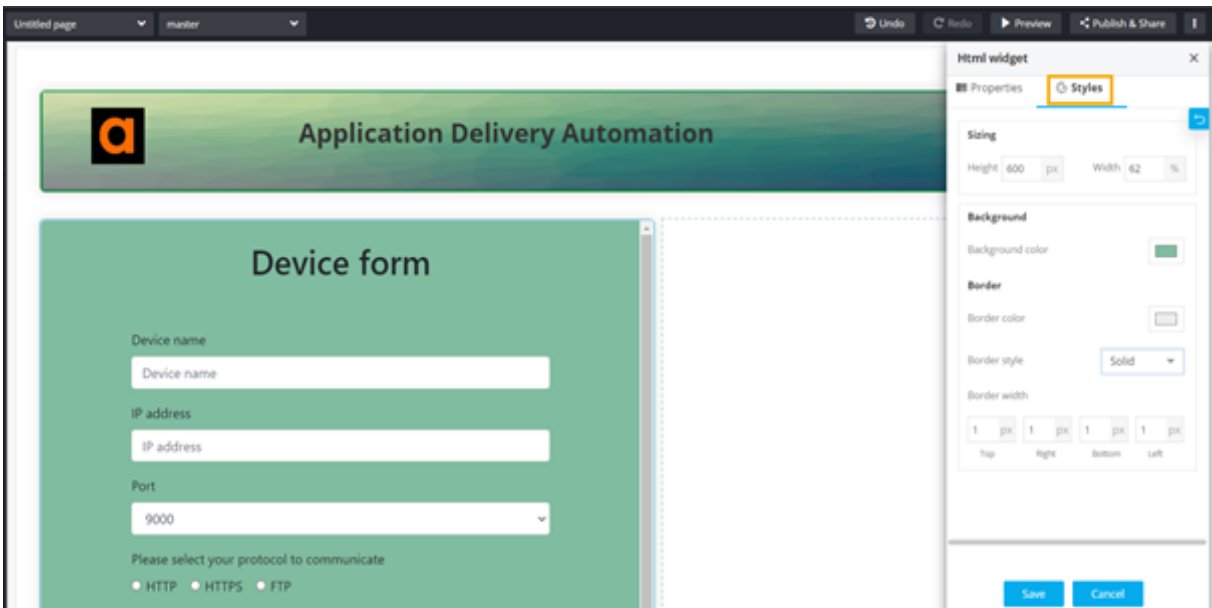 Untitled page master Undo Redo Preview Publish & Share
Html widget
Properties Styles
a Application Delivery Automation
Sizing
Height 600 px Width 62 %
Background
Background color
Border
Border color
Border style Solid
Border width
1 px 1 px 1 px 1 px
Top Right Bottom Left
Save Cancel
Device form
Device name
Device name
IP address
IP address
Port
9000
Please select your protocol to communicate
HTTP HTTPS FTP